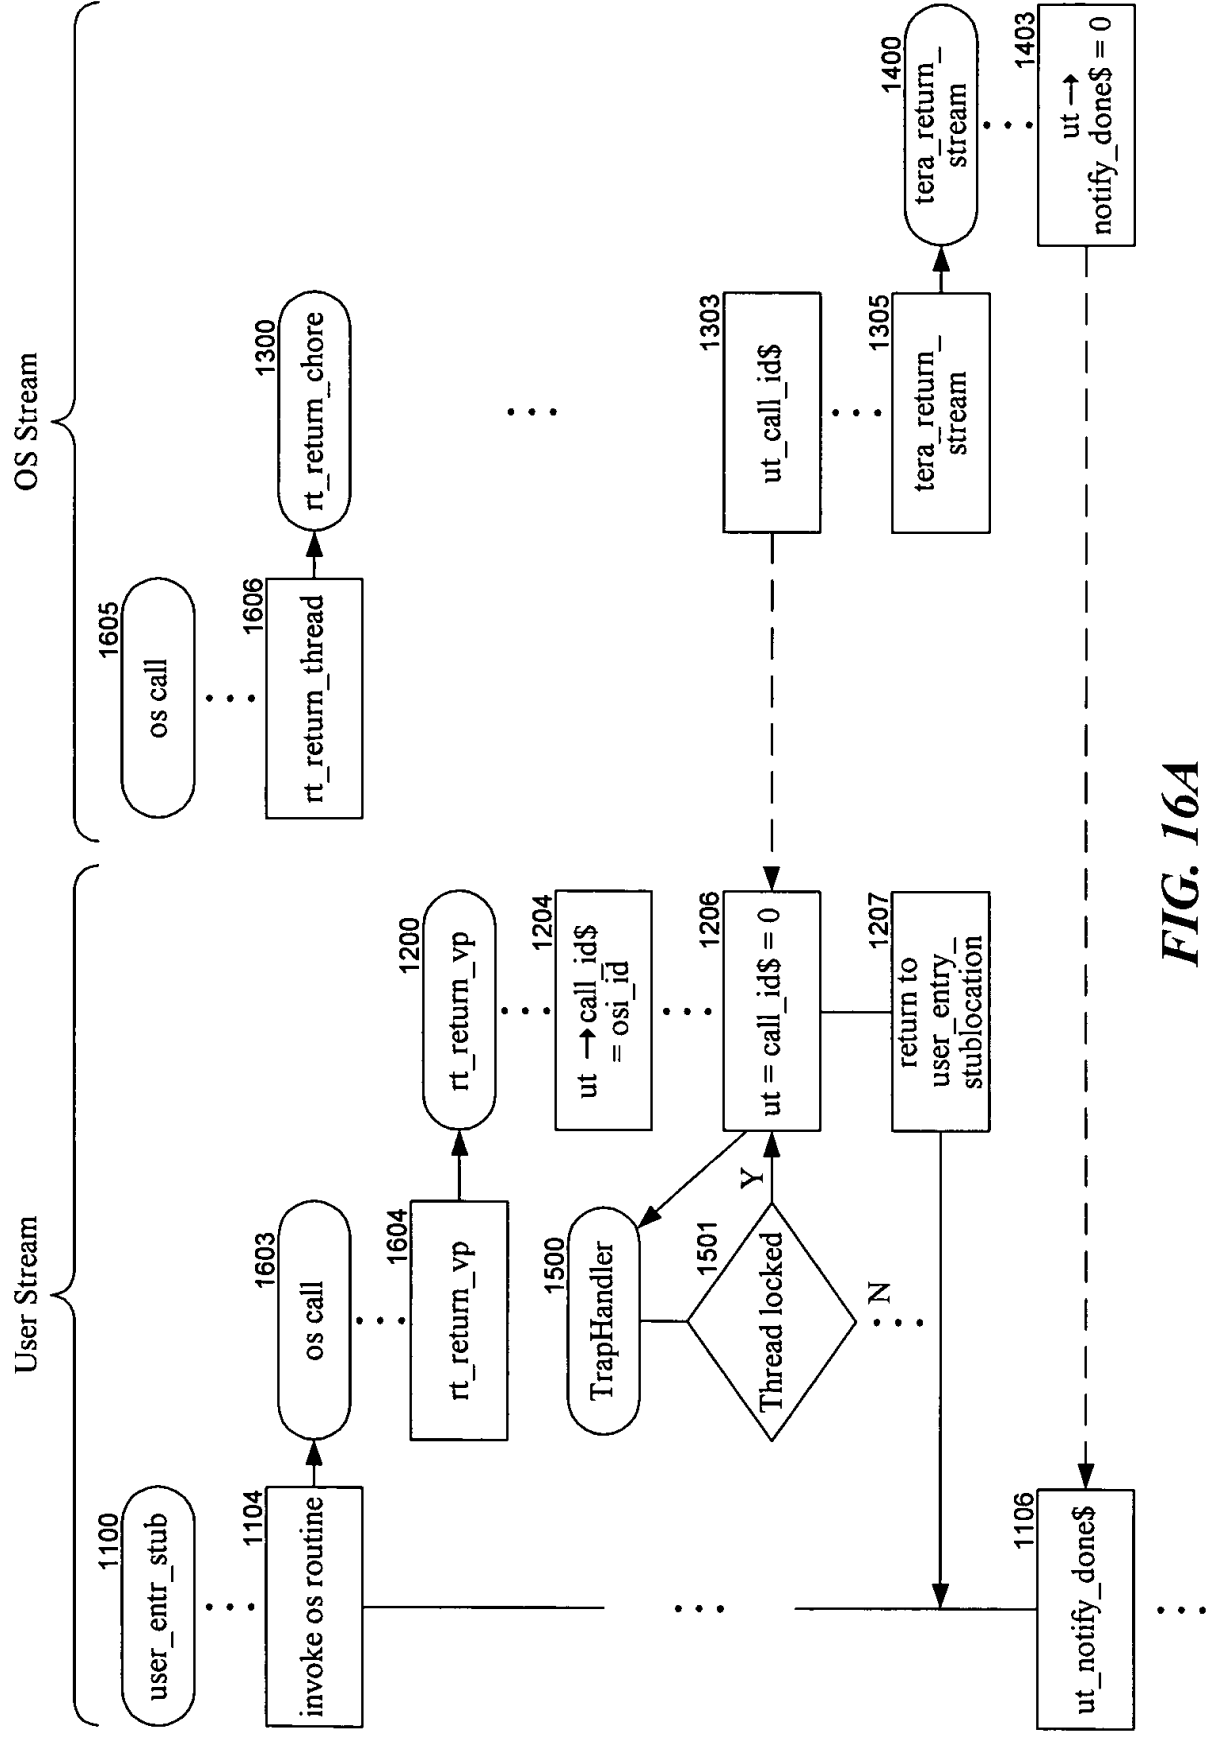 User Stream
OS Stream
1100
user_entr_stub
1104
invoke os routine
1603
os call
1604
rt_return_vp
1200
rt_return_vp
1204
ut → call_id$
= osi_id
1500
TrapHandler
1501
Thread locked
Y
N
1206
ut = call_id$ = 0
1207
return to
user_entry_
stublocation
1106
ut_notify_done$
1605
os call
1606
rt_return_thread
1300
rt_return_chore
1303
ut_call_id$
1305
tera_return_
stream
1400
tera_return_
stream
1403
ut →
notify_done$ = 0
FIG. 16A